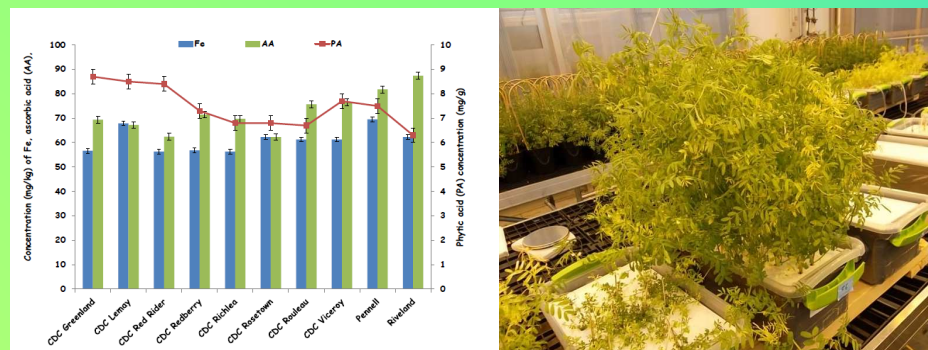 Fe AA PA
100
90
80
70
60
50
40
30
20
10
0
Concentration (mg/kg) of Fe, ascorbic acid (AA),
10
9
8
7
6
5
4
3
2
1
0
Phytic acid (PA) concentration (mg/g)
CDC Greenland
CDC Lemay
CDC Red Rider
CDC Redberry
CDC Richlea
CDC Rosetown
CDC Rouleau
CDC Viceroy
Pennell
Riveland